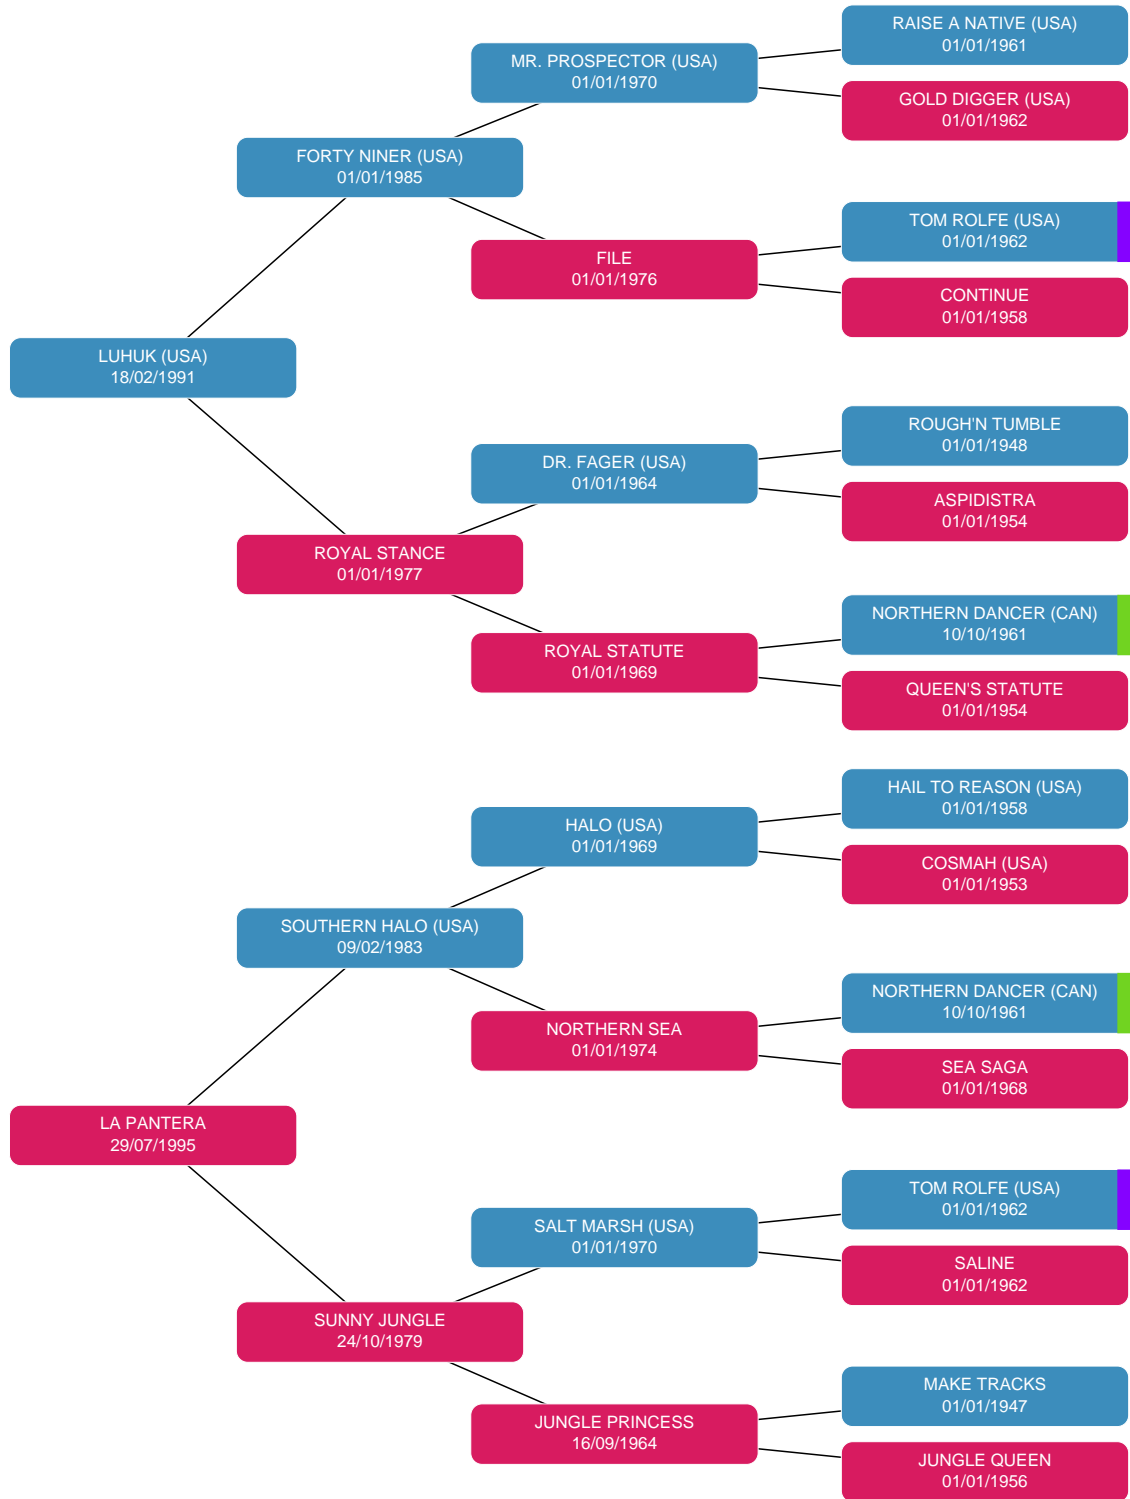 RAISE A NATIVE (USA)
01/01/1961
MR. PROSPECTOR (USA)
01/01/1970
GOLD DIGGER (USA)
01/01/1962
FORTY NINER (USA)
01/01/1985
TOM ROLFE (USA)
01/01/1962
FILE
01/01/1976
CONTINUE
01/01/1958
LUHUK (USA)
18/02/1991
ROUGH'N TUMBLE
01/01/1948
DR. FAGER (USA)
01/01/1964
ASPIDISTRA
01/01/1954
ROYAL STANCE
01/01/1977
NORTHERN DANCER (CAN)
10/10/1961
ROYAL STATUTE
01/01/1969
QUEEN'S STATUTE
01/01/1954
HAIL TO REASON (USA)
01/01/1958
HALO (USA)
01/01/1969
COSMAH (USA)
01/01/1953
SOUTHERN HALO (USA)
09/02/1983
NORTHERN DANCER (CAN)
10/10/1961
NORTHERN SEA
01/01/1974
SEA SAGA
01/01/1968
LA PANTERA
29/07/1995
TOM ROLFE (USA)
01/01/1962
SALT MARSH (USA)
01/01/1970
SALINE
01/01/1962
SUNNY JUNGLE
24/10/1979
MAKE TRACKS
01/01/1947
JUNGLE PRINCESS
16/09/1964
JUNGLE QUEEN
01/01/1956